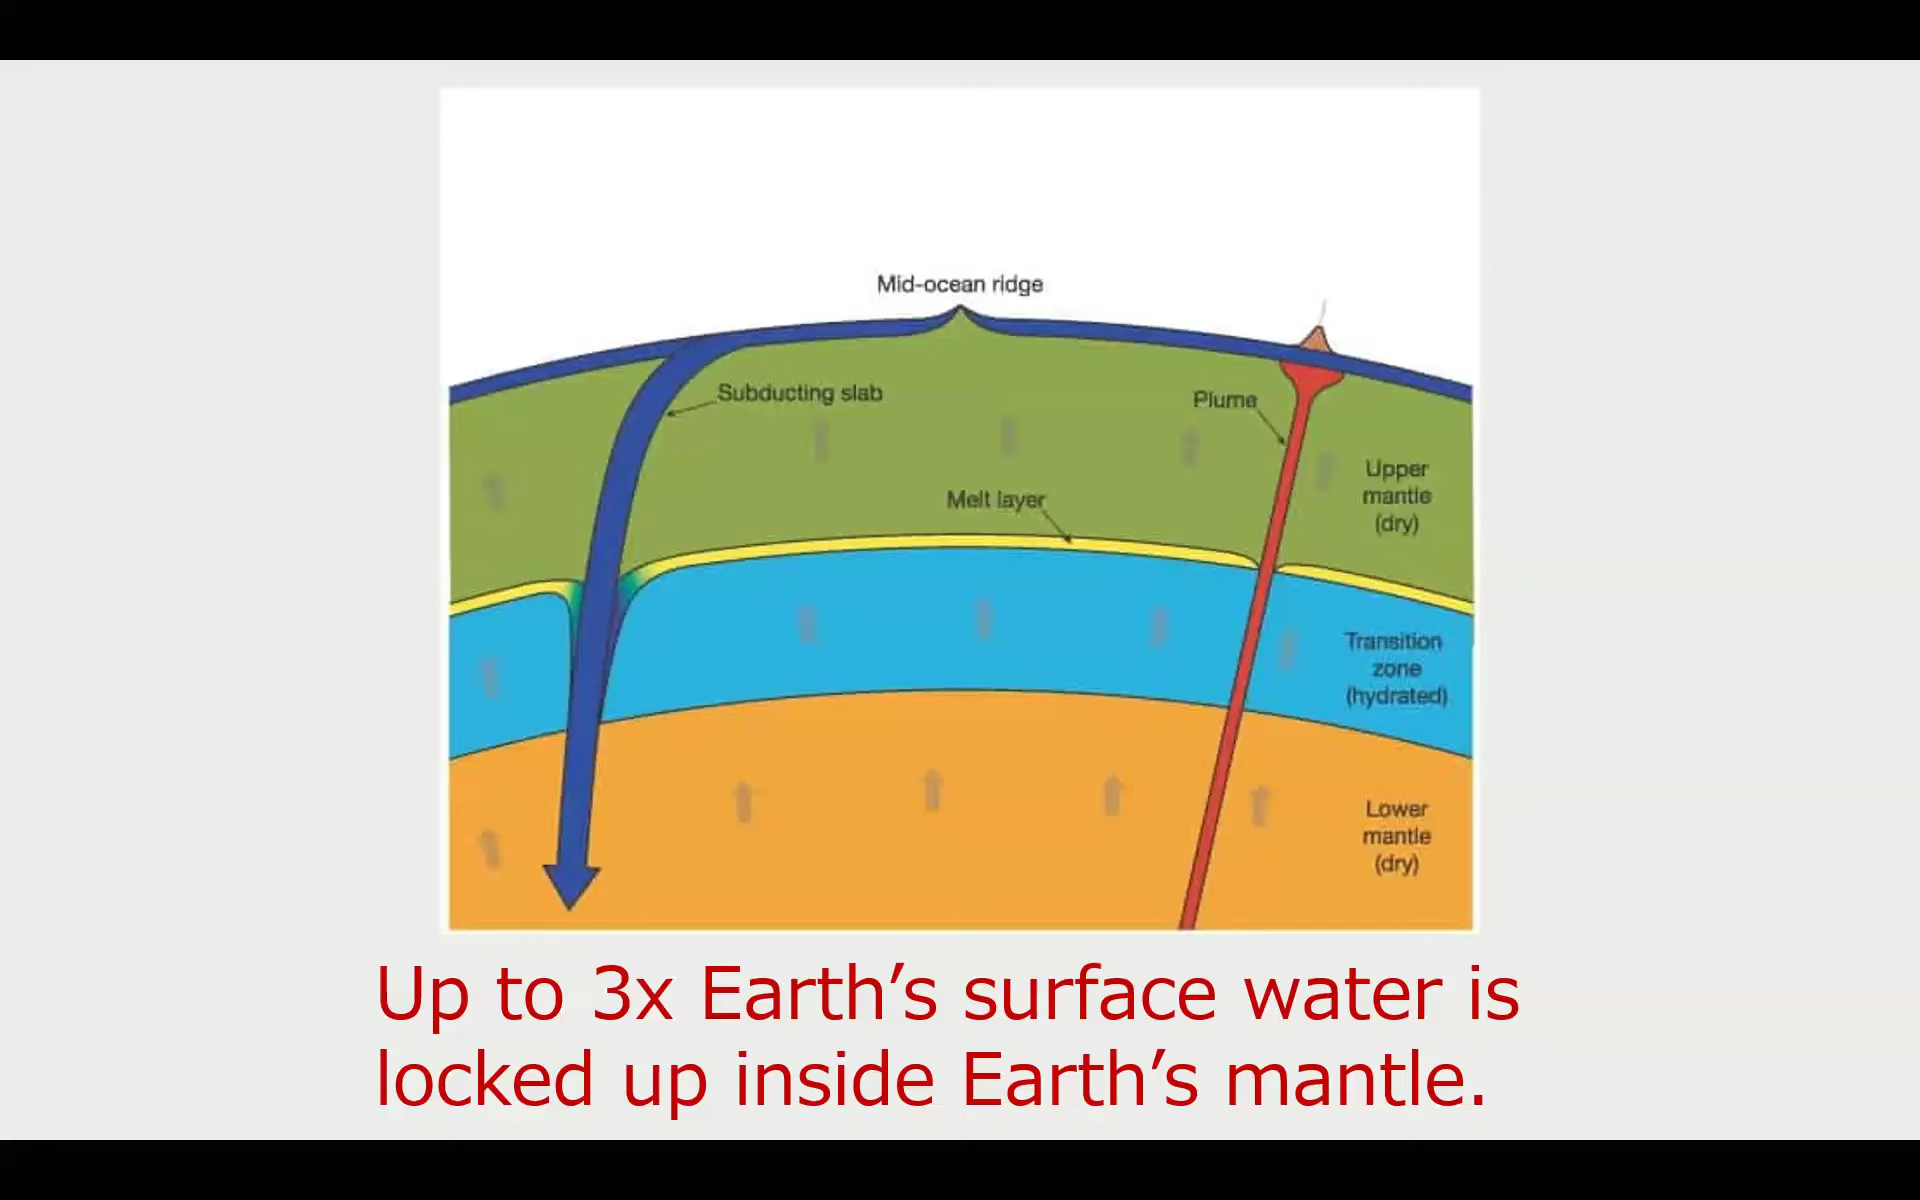 Mid-ocean ridge
Subducting slab
Plume
Upper
mantle
(dry)
Melt layer
Transition
zone
(hydrated)
Lower
mantle
(dry)
Up to 3x Earth’s surface water is
locked up inside Earth’s mantle.